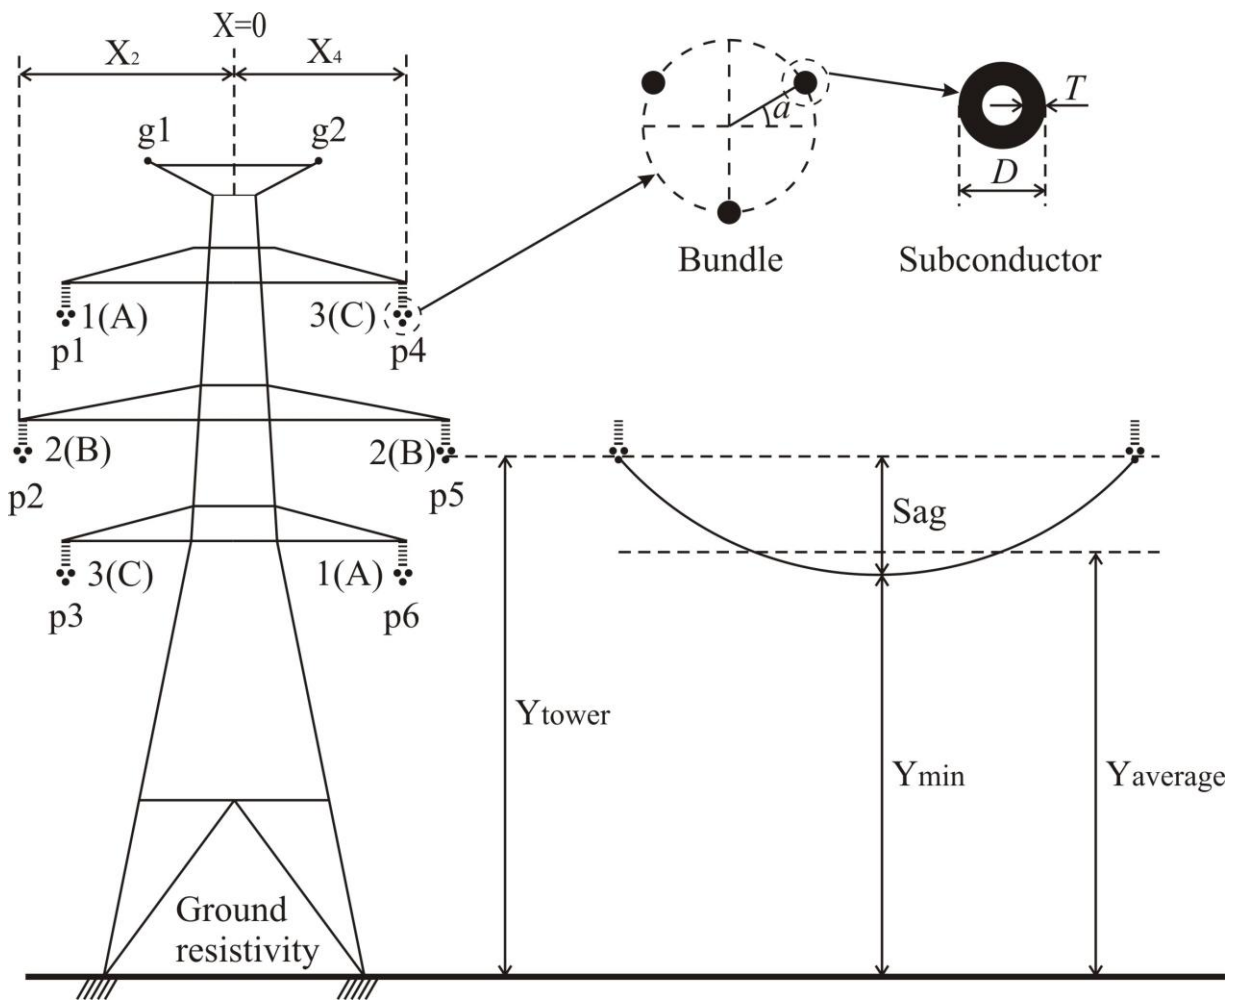 X=0
X2
X4
g1
g2
a
T
D
Bundle
Subconductor
1(A)
3(C)
p1
p4
2(B)
2(B)
p2
p5
Sag
3(C)
1(A)
p3
p6
Ytower
Ymin
Yaverage
Ground
resistivity